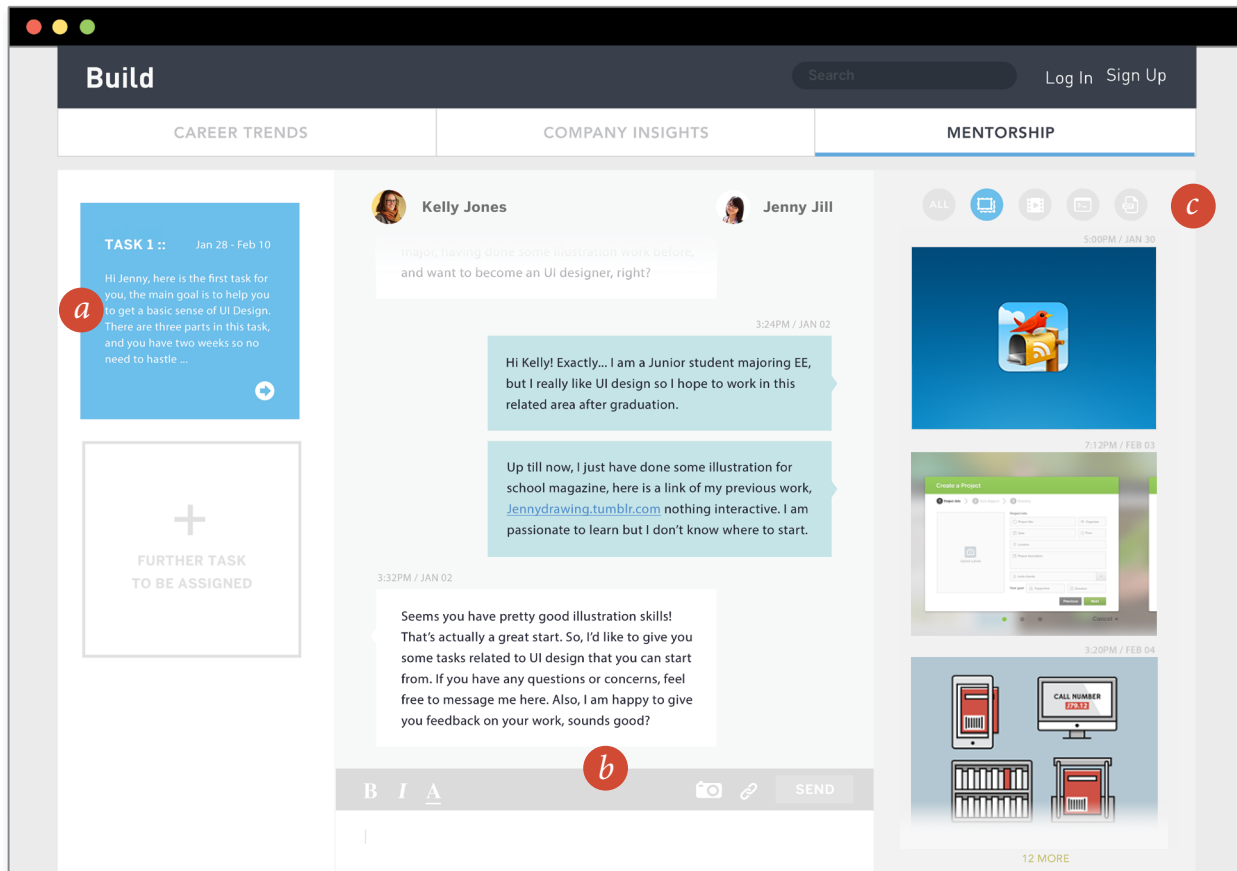 Build
Search
Log In
Sign Up
CAREER TRENDS
COMPANY INSIGHTS
MENTORSHIP
TASK 1 ::
Jan 28 - Feb 10
Hi Jenny, here is the first task for
you, the main goal is to help you
to get a basic sense of UI Design.
There are three parts in this task,
and you have two weeks so no
need to hastle ...
a
FURTHER TASK
TO BE ASSIGNED
Kelly Jones
Jenny Jill
major, having done some illustration work before,
and want to become an UI designer, right?
3:24PM / JAN 02
Hi Kelly! Exactly... I am a Junior student majoring EE,
but I really like UI design so I hope to work in this
related area after graduation.
Up till now, I just have done some illustration for
school magazine, here is a link of my previous work,
Jennydrawing.tumblr.com nothing interactive. I am
passionate to learn but I don't know where to start.
3:32PM / JAN 02
Seems you have pretty good illustration skills!
That's actually a great start. So, I'd like to give you
some tasks related to UI design that you can start
from. If you have any questions or concerns, feel
free to message me here. Also, I am happy to give
you feedback on your work, sounds good?
b
B I A
SEND
ALL
c
5:00PM / JAN 30
7:12PM / FEB 03
Create a Project
Previous
Next
Cancel
3:20PM / FEB 04
CALL NUMBER
J79.12
12 MORE